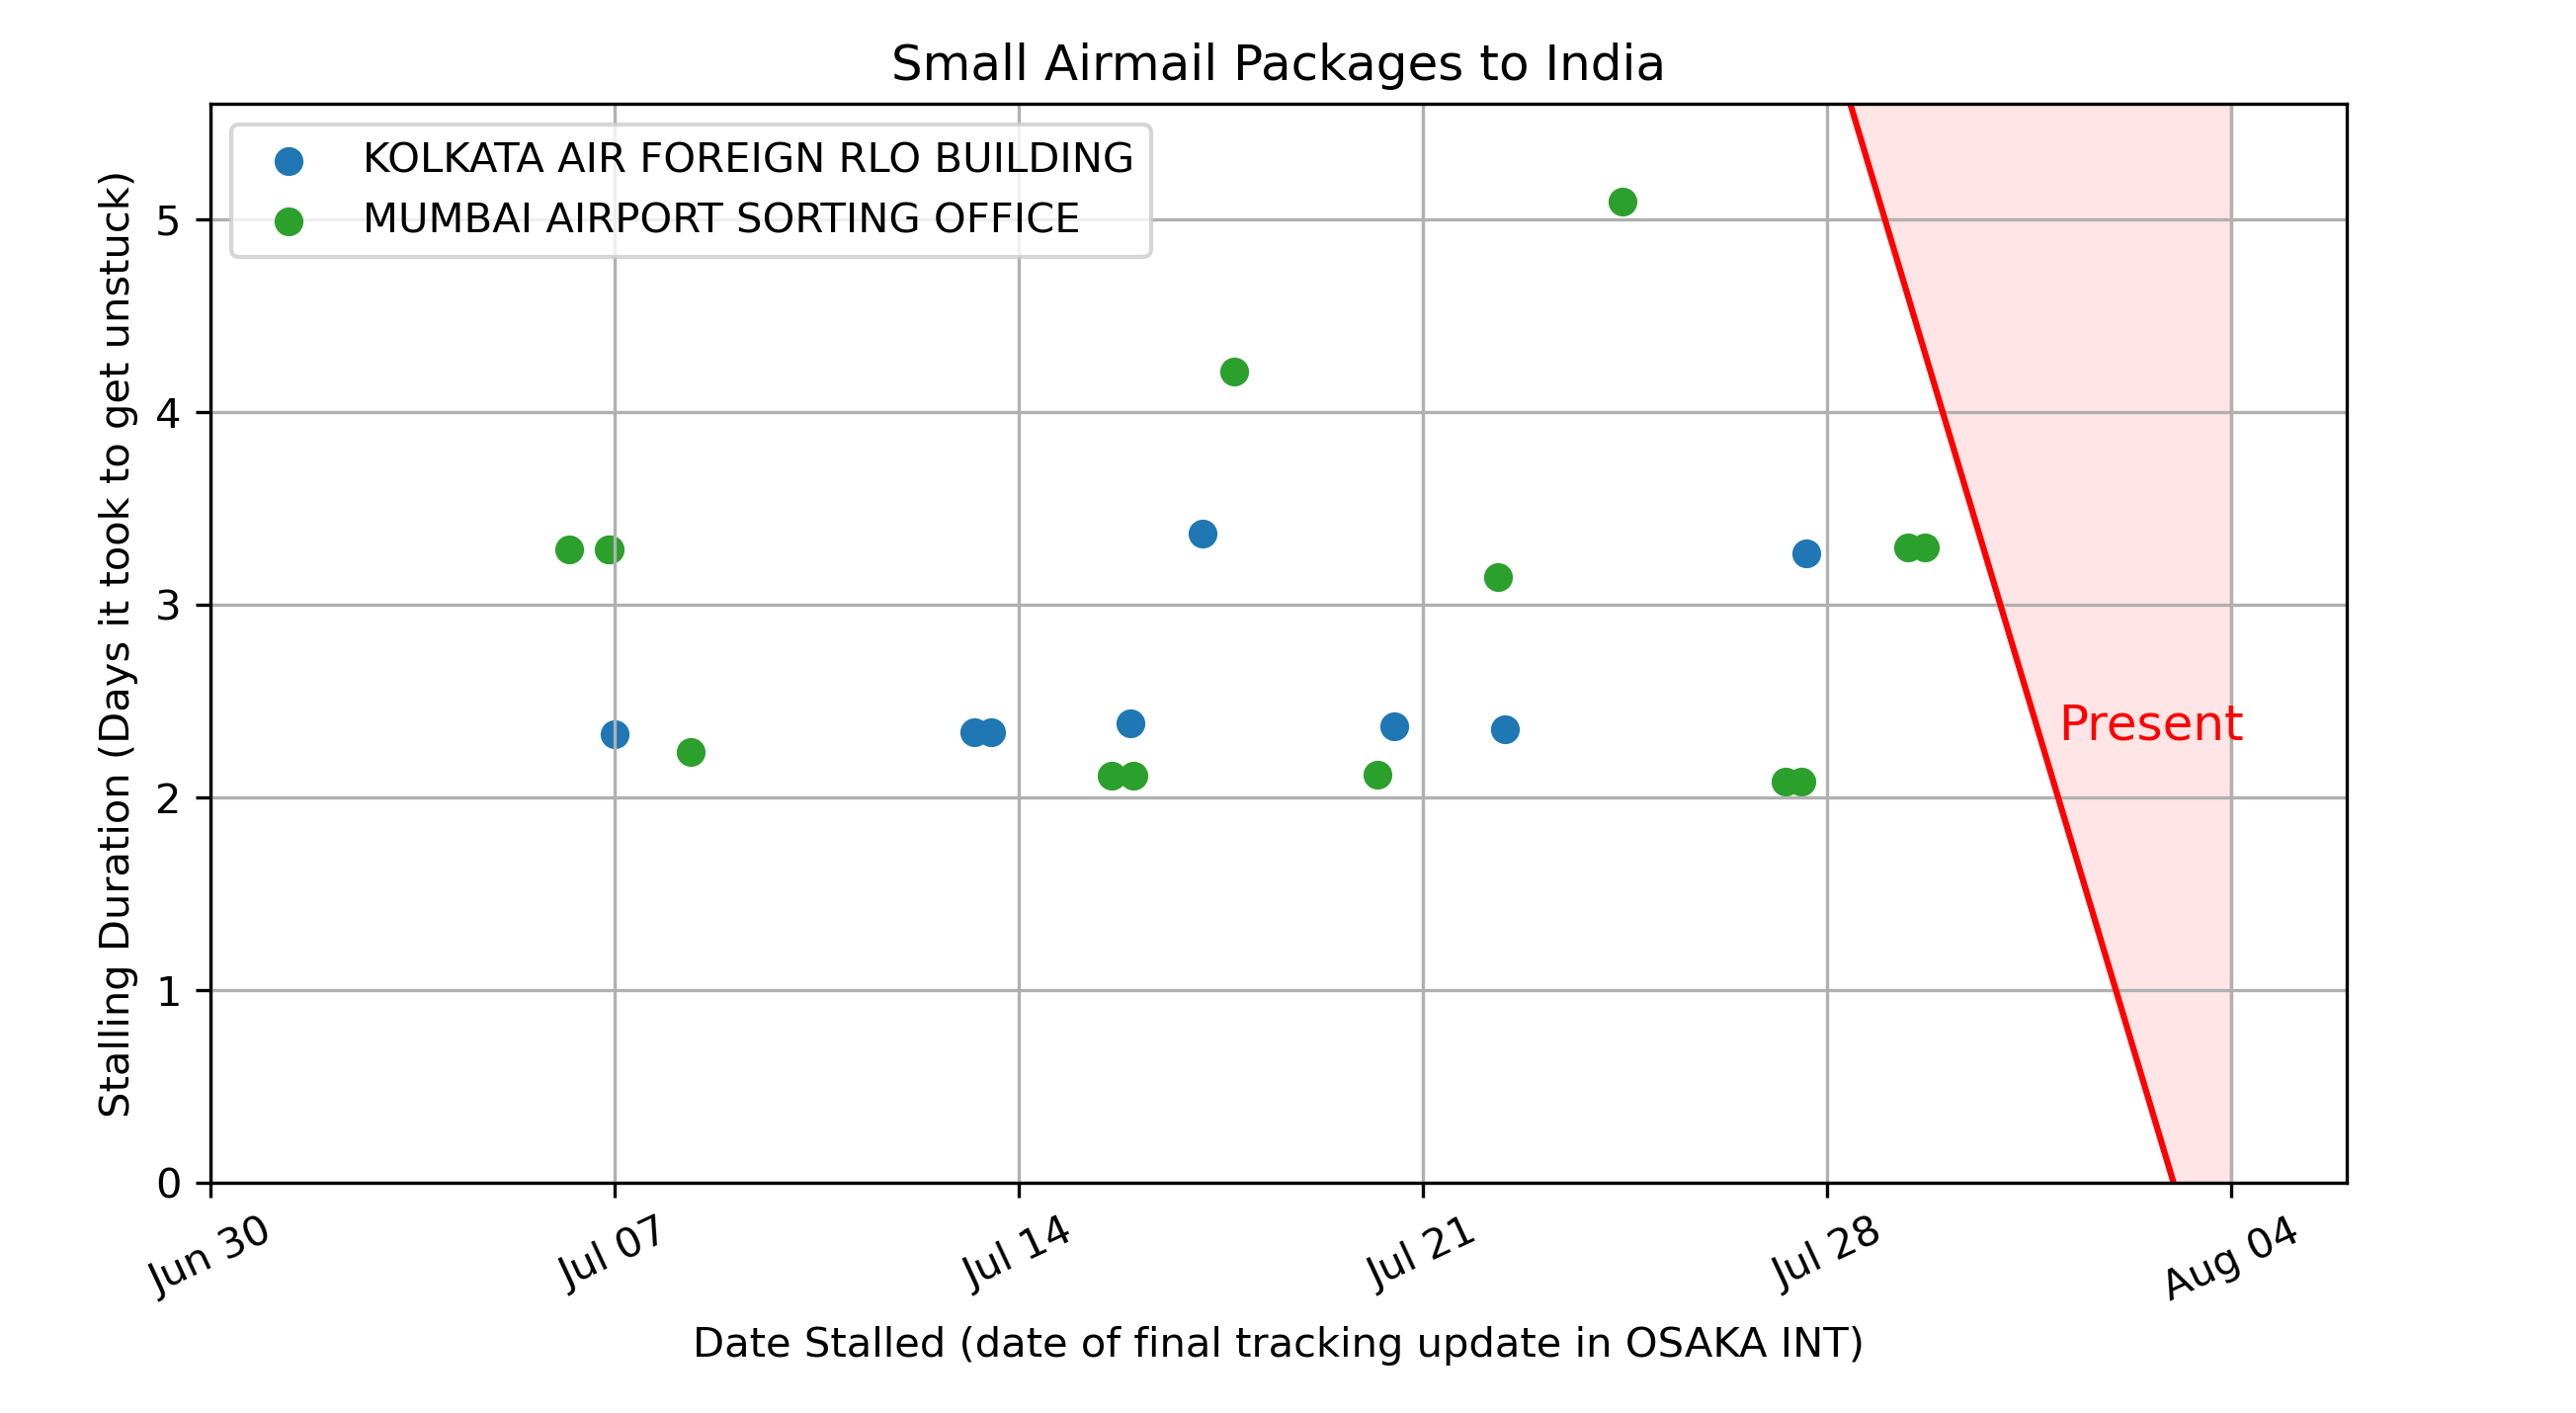 Small Airmail Packages to India
KOLKATA AIR FOREIGN RLO BUILDING
MUMBAI AIRPORT SORTING OFFICE
Stalling Duration (Days it took to get unstuck)
5
4
3
2
1
0
Present
Jun 30
Jul 07
Jul 14
Jul 21
Jul 28
Aug 04
Date Stalled (date of final tracking update in OSAKA INT)